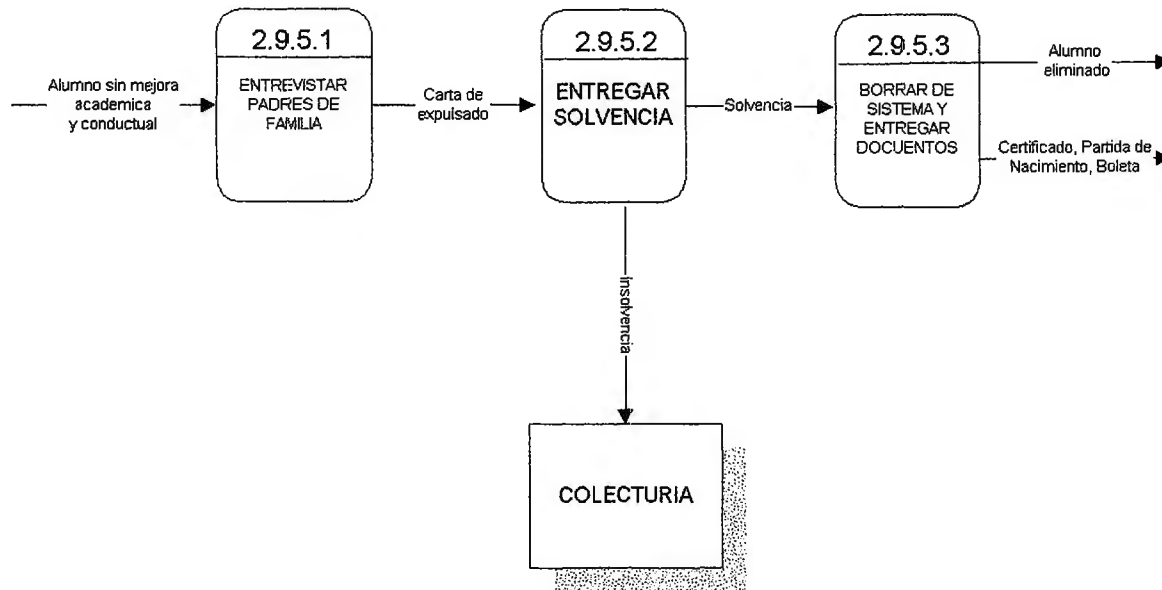 2.9.5.1
ENTREVISTAR
PADRES DE
FAMILIA
2.9.5.2
ENTREGAR
SOLVENCIA
2.9.5.3
BORRAR DE
SISTEMA Y
ENTREGAR
DOCUENTOS
Alumno sin mejora
academica
y conductual
Carta de
expulsado
Solvencia
Alumno
eliminado
Certificado, Partida de
Nacimiento, Boleta
Insolvencia
COLECTURIA